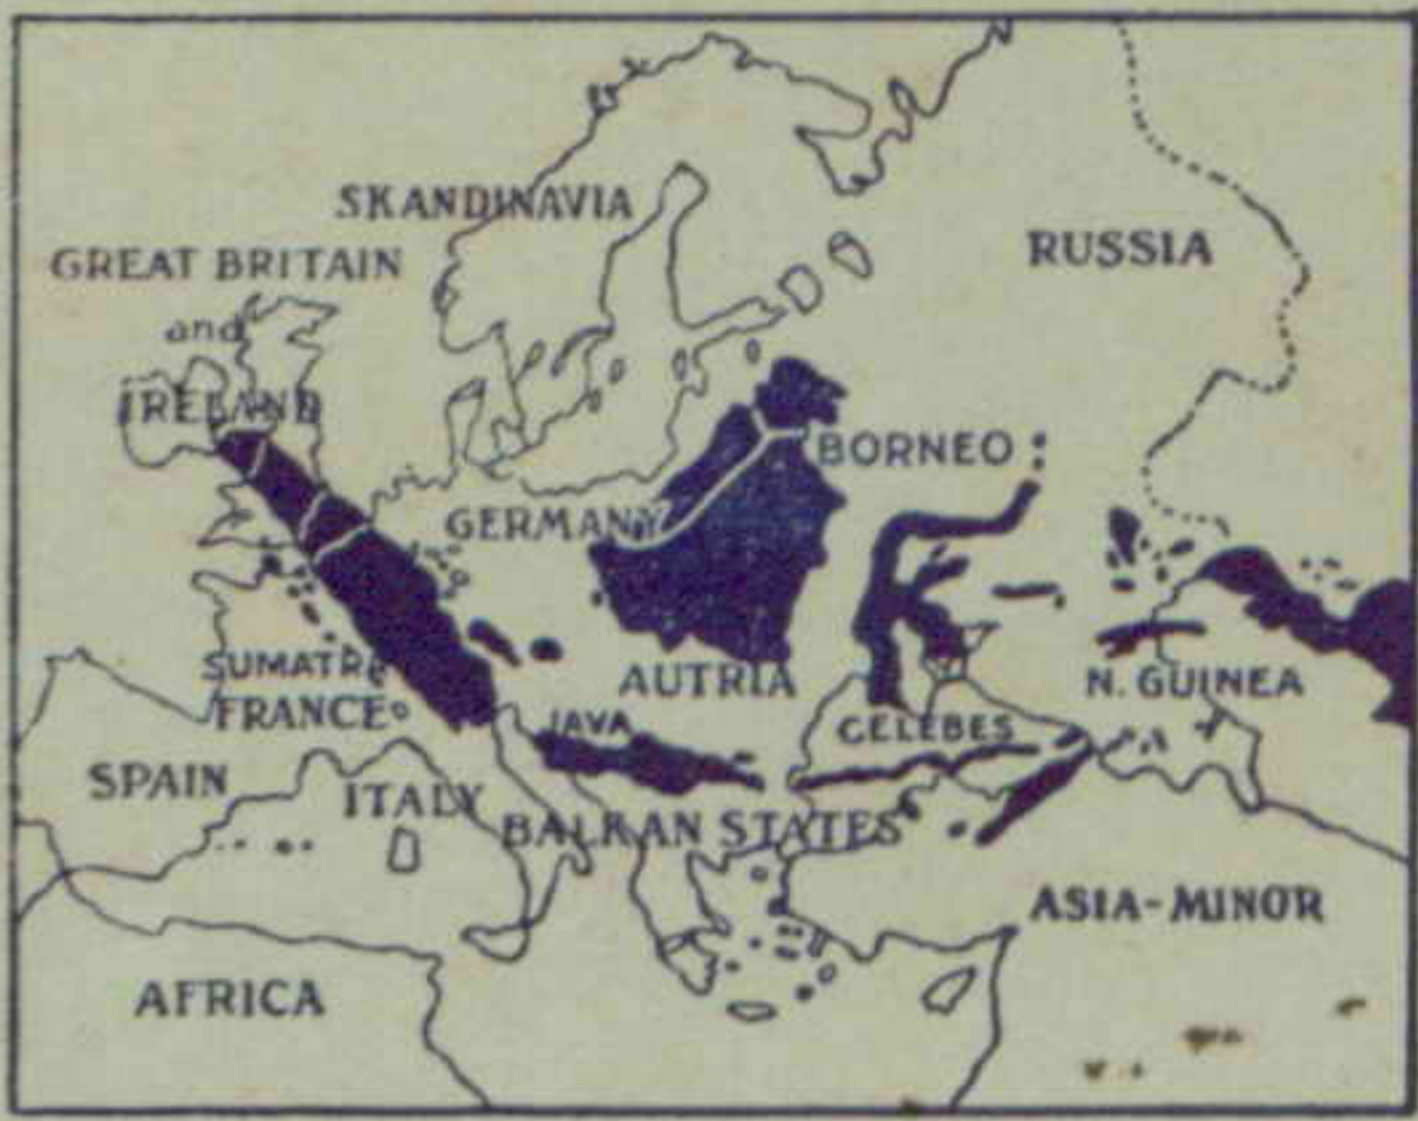 SKANDINAVIA
GREAT BRITAIN
and
IRELAND
RUSSIA
BORNEO
GERMANY
SUMATRE
FRANCE
AUTRIA
N. GUINEA
JAVA
CELEBES
SPAIN
ITALY
BALKAN STATES
ASIA-MINOR
AFRICA